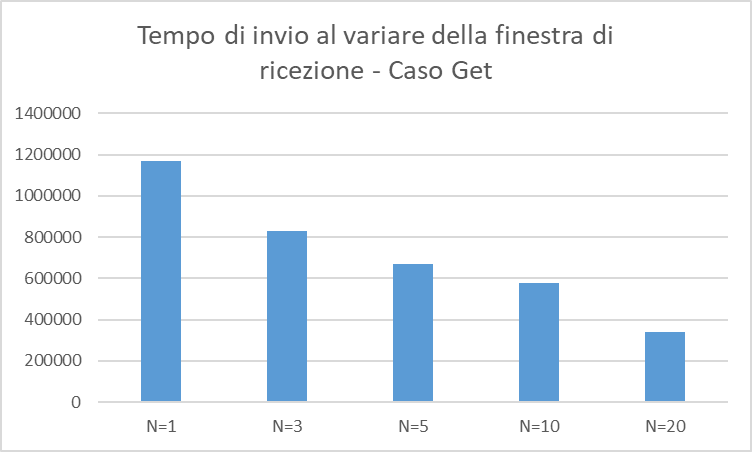 Tempo di invio al variare della finestra di
ricezione - Caso Get
1400000
1200000
1000000
800000
600000
400000
200000
0
N=1 N=3 N=5 N=10 N=20